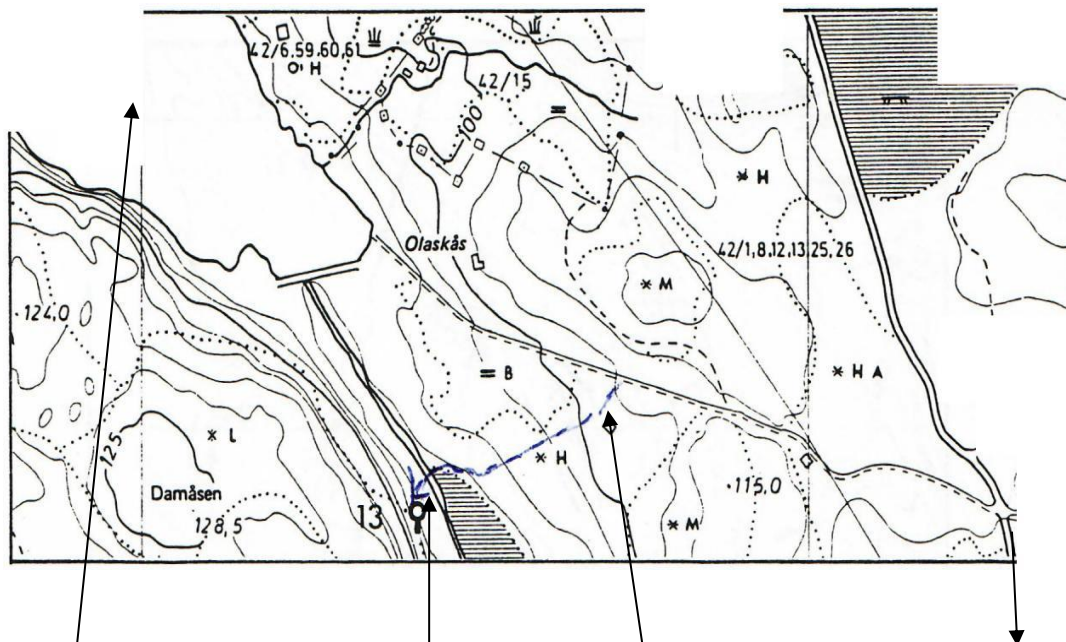 42/6,59,60,61
H
42/15
100
H
Olaskås
42/1,8,12,13,25,26
M
124,0
B
H A
L
125
H
115,0
Damåsen
13
128,5
M